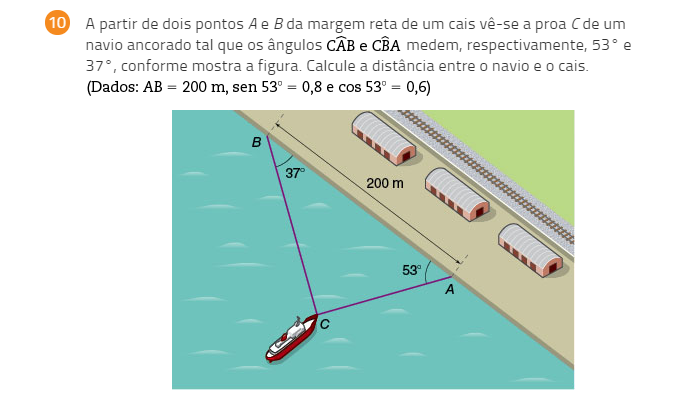 10 A partir de dois pontos A e B da margem reta de um cais vê-se a proa C de um
navio ancorado tal que os ângulos CÂB e CB̂A medem, respectivamente, 53° e
37°, conforme mostra a figura. Calcule a distância entre o navio e o cais.
(Dados: AB = 200 m, sen 53° = 0,8 e cos 53° = 0,6)
B
37°
200 m
53°
A
C